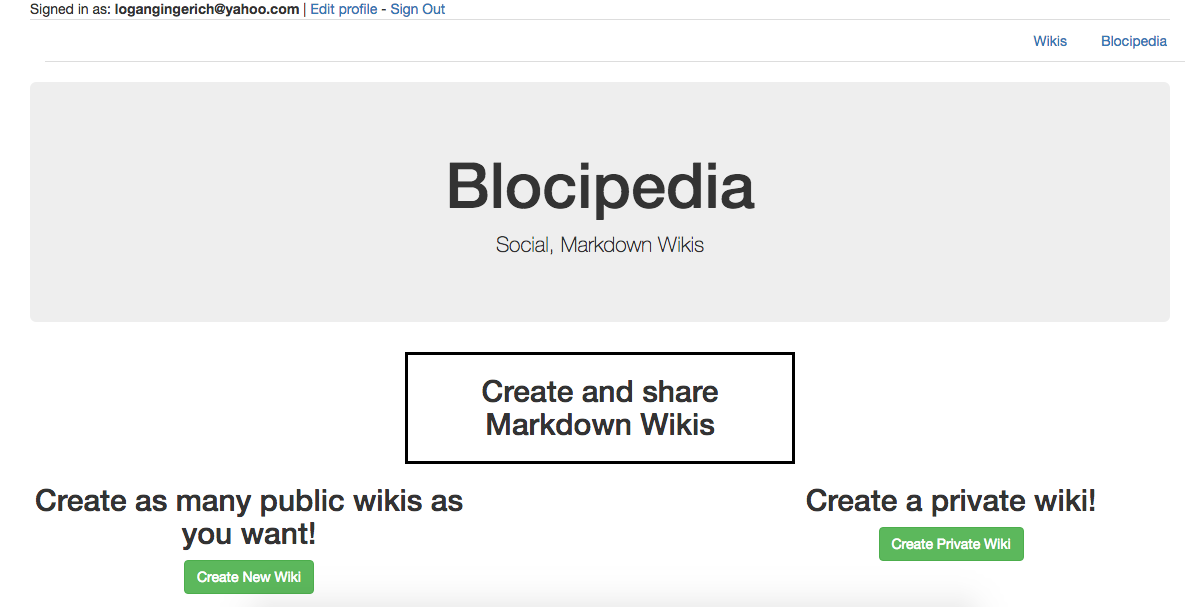 Signed in as: logangingerich@yahoo.com | Edit profile - Sign Out
Wikis Blocipedia
Blocipedia
Social, Markdown Wikis
Create and share
Markdown Wikis
Create as many public wikis as
you want!
Create New Wiki
Create a private wiki!
Create Private Wiki